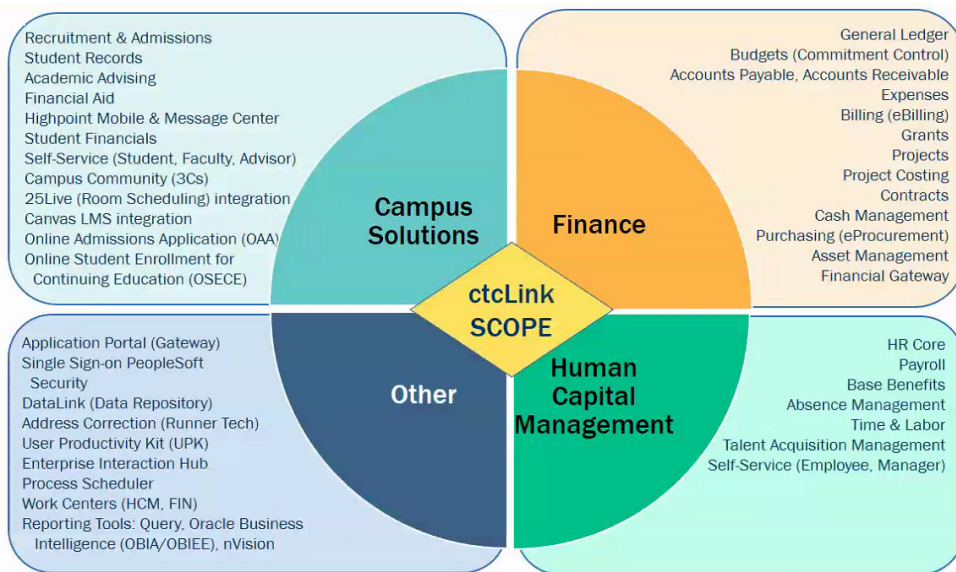 Recruitment & Admissions
Student Records
Academic Advising
Financial Aid
Highpoint Mobile & Message Center
Student Financials
Self-Service (Student, Faculty, Advisor)
Campus Community (3Cs)
25Live (Room Scheduling) integration
Canvas LMS integration
Online Admissions Application (OAA)
Online Student Enrollment for
Continuing Education (OSECE)
General Ledger
Budgets (Commitment Control)
Accounts Payable, Accounts Receivable
Expenses
Billing (eBilling)
Grants
Projects
Project Costing
Contracts
Cash Management
Purchasing (eProcurement)
Asset Management
Financial Gateway
Campus
Solutions
Finance
ctcLink
SCOPE
Other
Human
Capital
Management
Application Portal (Gateway)
Single Sign-on PeopleSoft
Security
DataLink (Data Repository)
Address Correction (Runner Tech)
User Productivity Kit (UPK)
Enterprise Interaction Hub
Process Scheduler
Work Centers (HCM, FIN)
Reporting Tools: Query, Oracle Business
Intelligence (OBIA/OBIEE), nVision
HR Core
Payroll
Base Benefits
Absence Management
Time & Labor
Talent Acquisition Management
Self-Service (Employee, Manager)